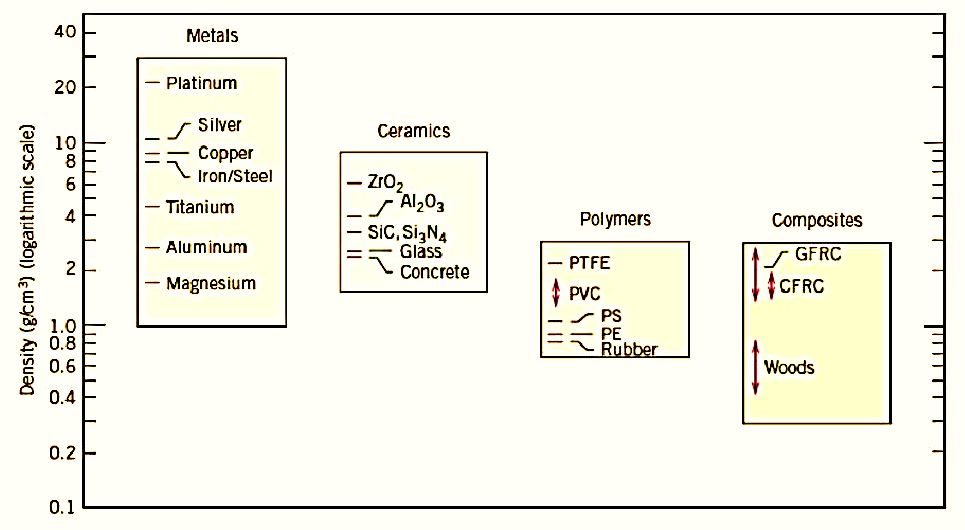 Density (g/cm³) (logarithmic scale)
40
20
10
8
6
4
2
1.0
0.8
0.6
0.4
0.2
0.1
Metals
Platinum
Silver
Copper
Iron/Steel
Titanium
Aluminum
Magnesium
Ceramics
ZrO₂
Al₂O₃
SiC, Si₃N₄
Glass
Concrete
Polymers
PTFE
PVC
PS
PE
Rubber
Composites
GFRC
CFRC
Woods